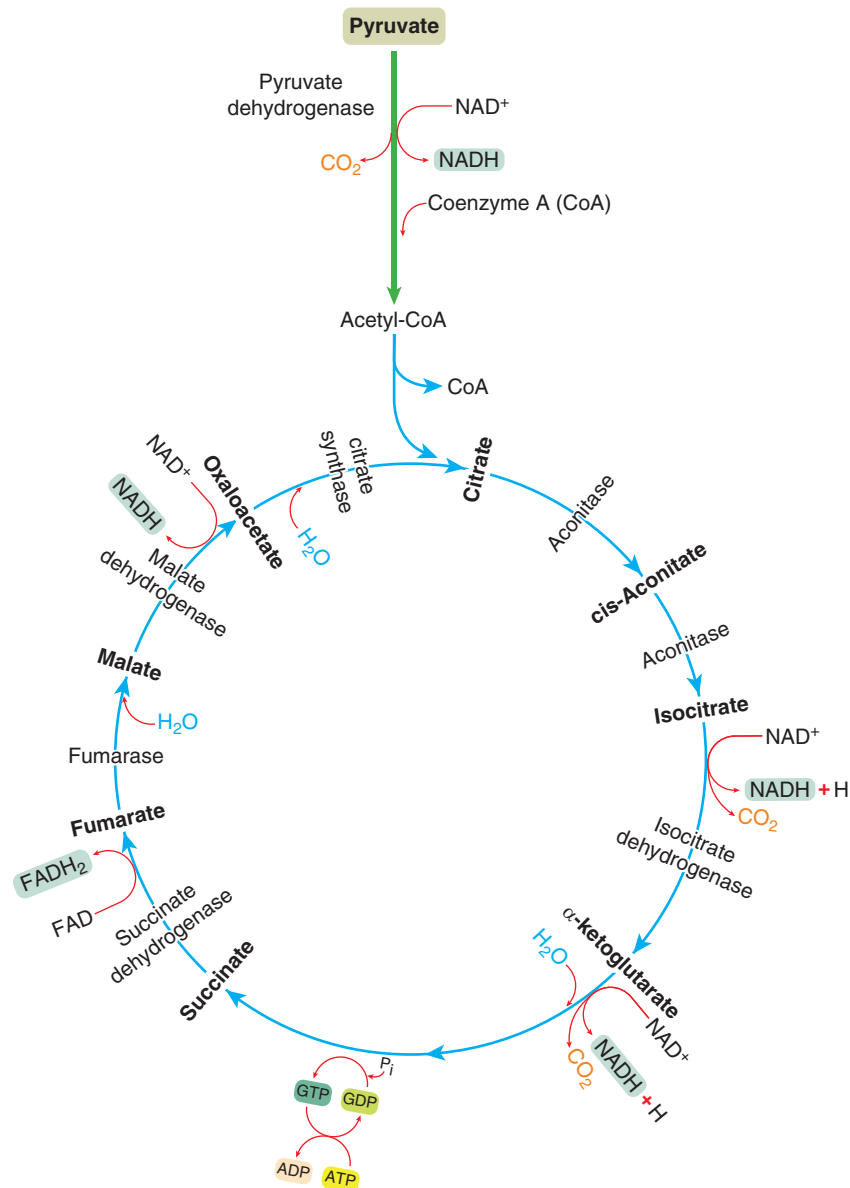 Pyruvate
Pyruvate
dehydrogenase
NAD⁺
CO₂
NADH
Coenzyme A (CoA)
Acetyl-CoA
CoA
citrate
synthase
Citrate
Aconitase
cis-Aconitate
Aconitase
Isocitrate
NAD⁺
NADH + H
CO₂
Isocitrate
dehydrogenase
α-ketoglutarate
H₂O
NAD⁺
NADH + H
CO₂
Pᵢ
GTP
GDP
ADP
ATP
Succinate
Succinate
dehydrogenase
FAD
FADH₂
Fumarate
Fumarase
H₂O
Malate
Malate
dehydrogenase
NAD⁺
NADH
Oxaloacetate
H₂O